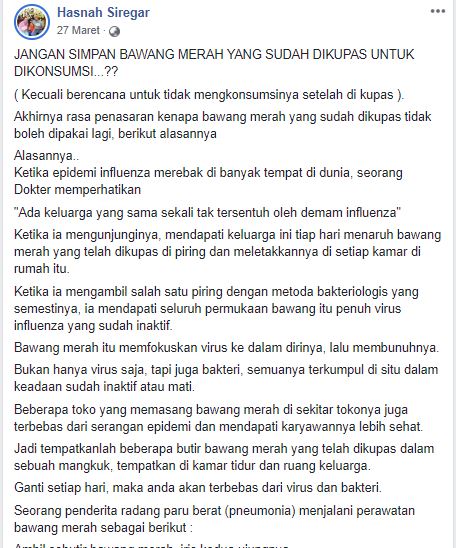 Hasnah Siregar
27 Maret ·
JANGAN SIMPAN BAWANG MERAH YANG SUDAH DIKUPAS UNTUK
DIKONSUMSI...??
( Kecuali berencana untuk tidak mengkonsumsinya setelah di kupas ).
Akhirnya rasa penasaran kenapa bawang merah yang sudah dikupas tidak
boleh dipakai lagi, berikut alasannya
Alasannya..
Ketika epidemi influenza merebak di banyak tempat di dunia, seorang
Dokter memperhatikan
"Ada keluarga yang sama sekali tak tersentuh oleh demam influenza"
Ketika ia mengunjunginya, mendapati keluarga ini tiap hari menaruh bawang
merah yang telah dikupas di piring dan meletakkannya di setiap kamar di
rumah itu.
Ketika ia mengambil salah satu piring dengan metoda bakteriologis yang
semestinya, ia mendapati seluruh permukaan bawang itu penuh virus
influenza yang sudah inaktif.
Bawang merah itu memfokuskan virus ke dalam dirinya, lalu membunuhnya.
Bukan hanya virus saja, tapi juga bakteri, semuanya terkumpul di situ dalam
keadaan sudah inaktif atau mati.
Beberapa toko yang memasang bawang merah di sekitar tokonya juga
terbebas dari serangan epidemi dan mendapati karyawannya lebih sehat.
Jadi tempatkanlah beberapa butir bawang merah yang telah dikupas dalam
sebuah mangkuk, tempatkan di kamar tidur dan ruang keluarga.
Ganti setiap hari, maka anda akan terbebas dari virus dan bakteri.
Seorang penderita radang paru berat (pneumonia) menjalani perawatan
bawang merah sebagai berikut :
Ambil sebutir bawang merah, iris kedua ujungnya